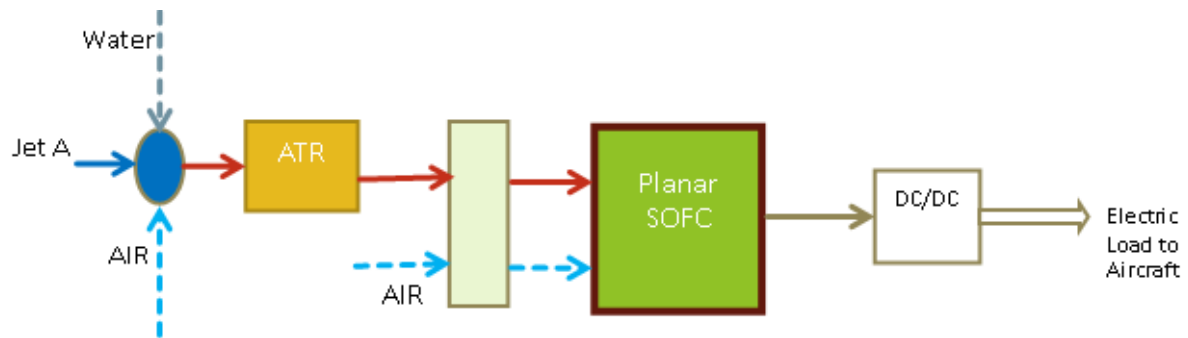 Water
Jet A
ATR
AIR
AIR
Planar
SOFC
DC/DC
Electric
Load to
Aircraft